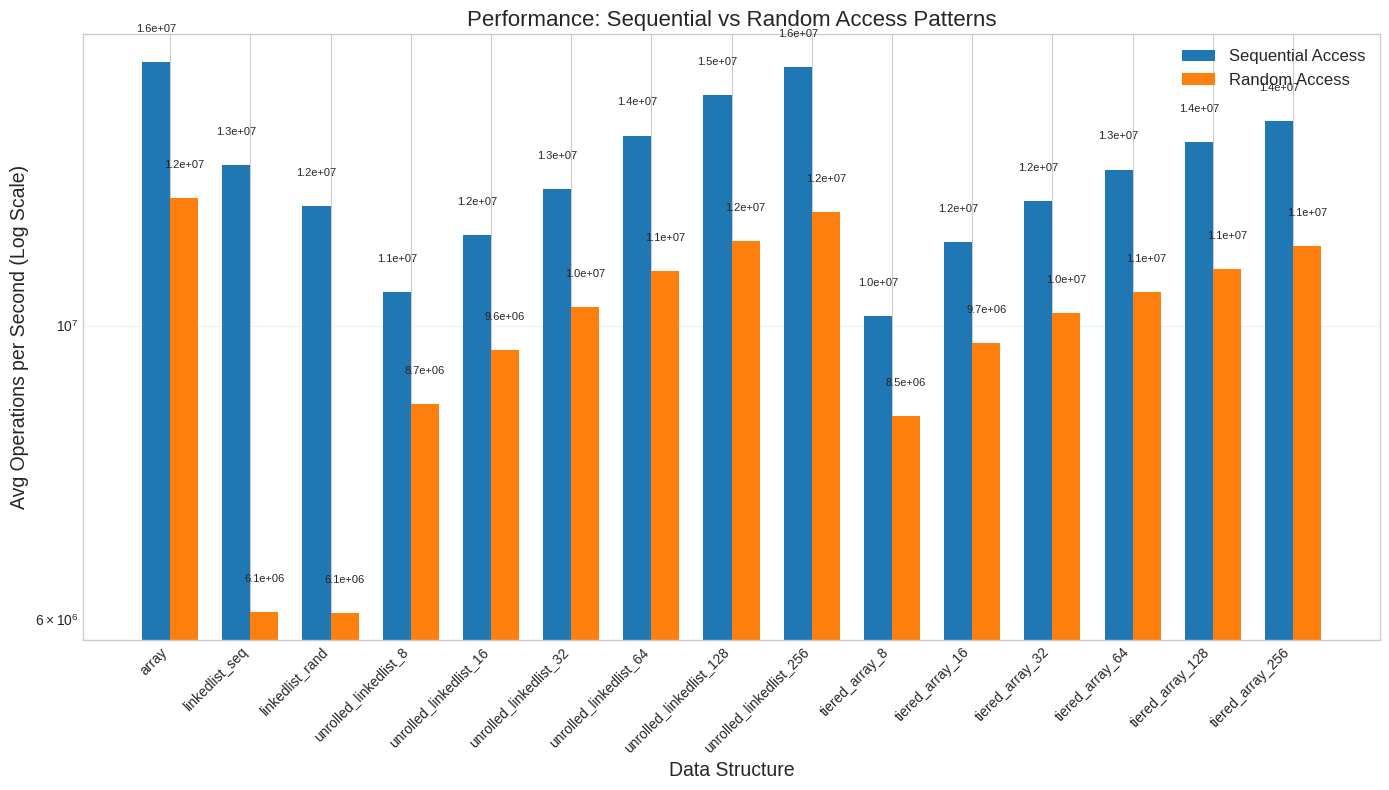 Performance: Sequential vs Random Access Patterns
Sequential Access
Random Access
Avg Operations per Second (Log Scale)
10⁷
6 × 10⁶
1.6e+07
1.2e+07
1.3e+07
6.1e+06
1.2e+07
6.1e+06
1.1e+07
8.7e+06
1.2e+07
9.6e+06
1.3e+07
1.0e+07
1.4e+07
1.1e+07
1.5e+07
1.2e+07
1.6e+07
1.2e+07
1.0e+07
8.5e+06
1.2e+07
9.7e+06
1.2e+07
1.0e+07
1.3e+07
1.1e+07
1.4e+07
1.1e+07
1.4e+07
1.1e+07
array
linkedlist_seq
linkedlist_rand
unrolled_linkedlist_8
unrolled_linkedlist_16
unrolled_linkedlist_32
unrolled_linkedlist_64
unrolled_linkedlist_128
unrolled_linkedlist_256
tiered_array_8
tiered_array_16
tiered_array_32
tiered_array_64
tiered_array_128
tiered_array_256
Data Structure